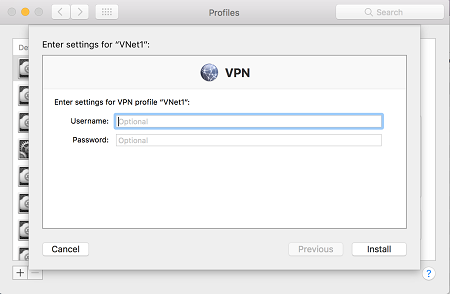 Profiles
Search
De
Enter settings for “VNet1”:
VPN
Enter settings for VPN profile “VNet1”:
Username: Optional
Password: Optional
Cancel
Previous
Install
+ −
?